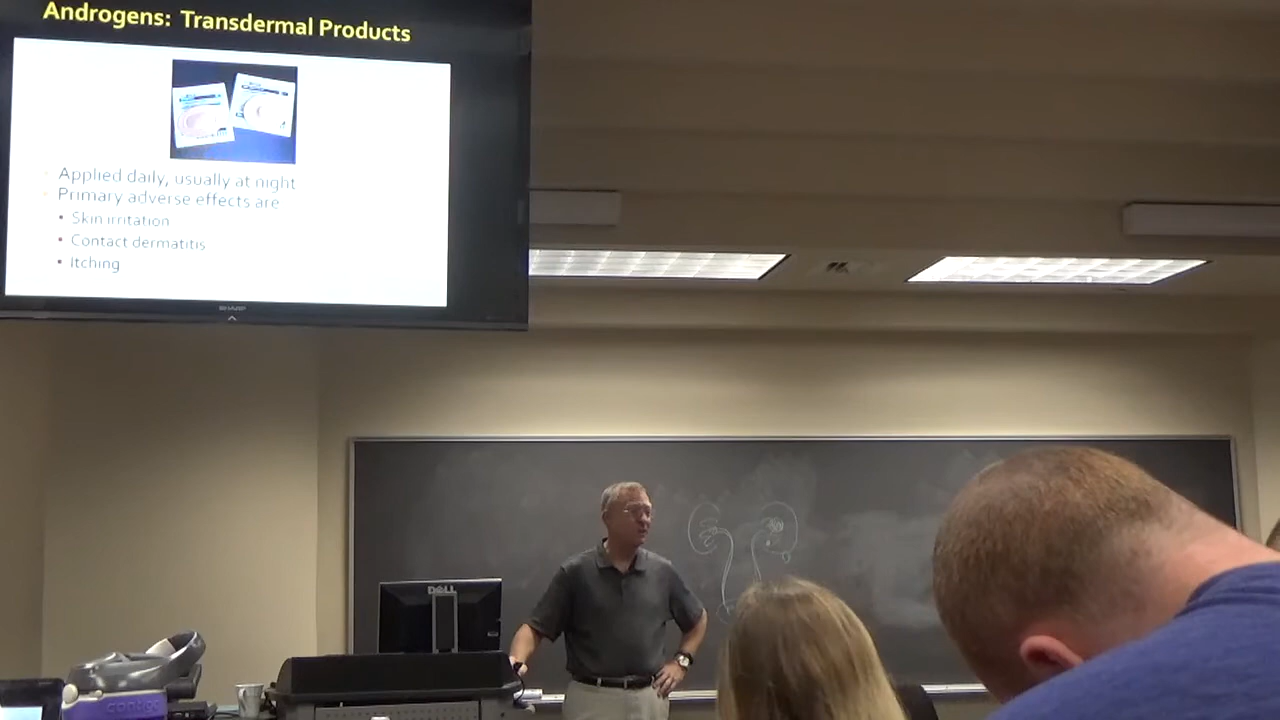 Androgens: Transdermal Products
Applied daily, usually at night
Primary adverse effects are
Skin irritation
Contact dermatitis
Itching
SHARP
DELL
contigo